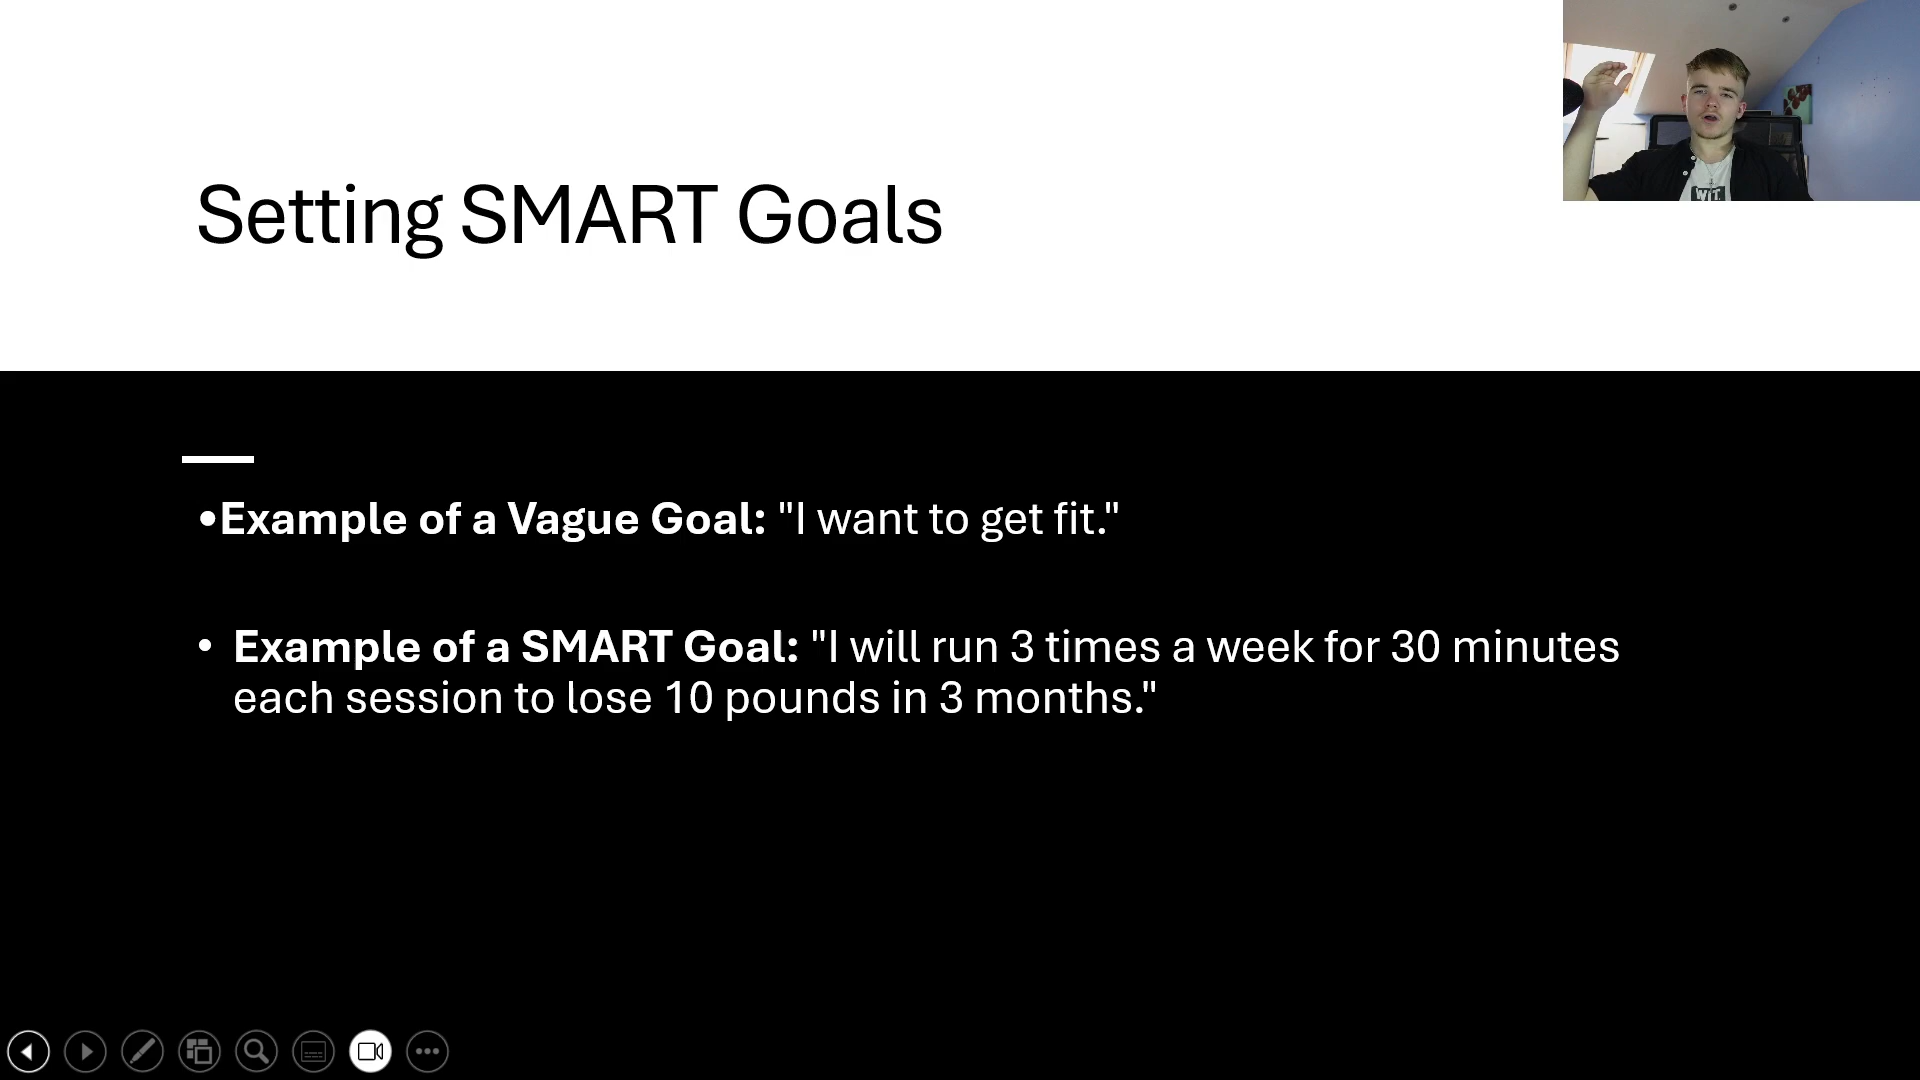 Setting SMART Goals
•Example of a Vague Goal: "I want to get fit."
• Example of a SMART Goal: "I will run 3 times a week for 30 minutes
each session to lose 10 pounds in 3 months."